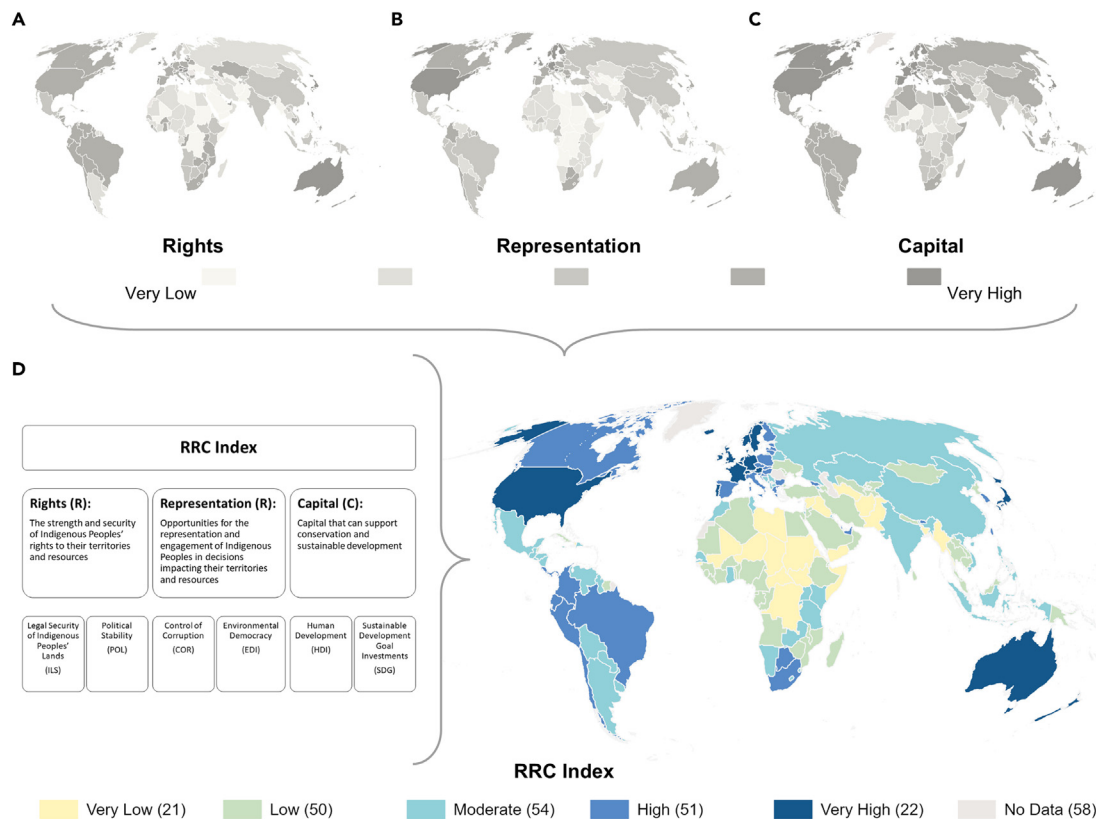 A
B
C
Rights
Representation
Capital
Very Low
Very High
D
RRC Index
Rights (R):
The strength and security
of Indigenous Peoples'
rights to their territories
and resources
Representation (R):
Opportunities for the
representation and
engagement of Indigenous
Peoples in decisions
impacting their territories
and resources
Capital (C):
Capital that can support
conservation and
sustainable development
Legal Security
of Indigenous
Peoples'
Lands
(ILS)
Political
Stability
(POL)
Control of
Corruption
(COR)
Environmental
Democracy
(EDI)
Human
Development
(HDI)
Sustainable
Development
Goal
Investments
(SDG)
RRC Index
Very Low (21)
Low (50)
Moderate (54)
High (51)
Very High (22)
No Data (58)